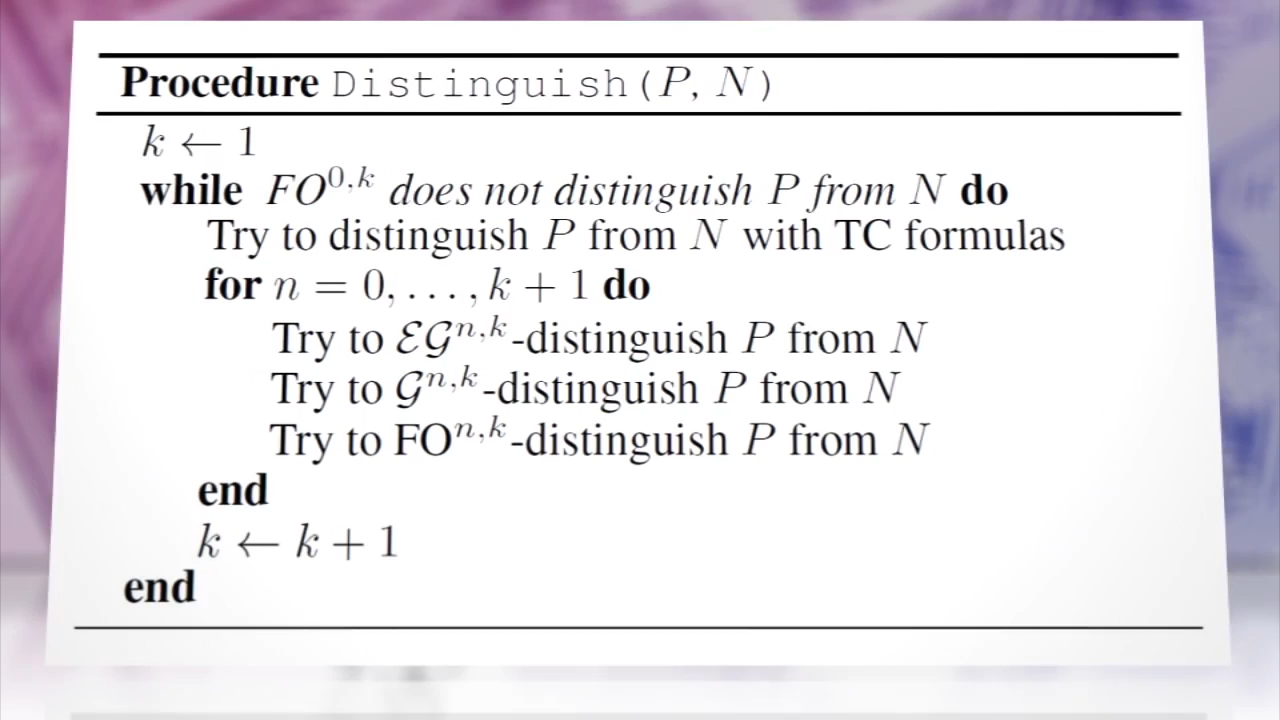 Procedure Distinguish(P, N)
k ← 1
while FO^{0,k} does not distinguish P from N do
Try to distinguish P from N with TC formulas
for n = 0, . . . , k + 1 do
Try to ℰ𝒢^{n,k}-distinguish P from N
Try to 𝒢^{n,k}-distinguish P from N
Try to FO^{n,k}-distinguish P from N
end
k ← k + 1
end